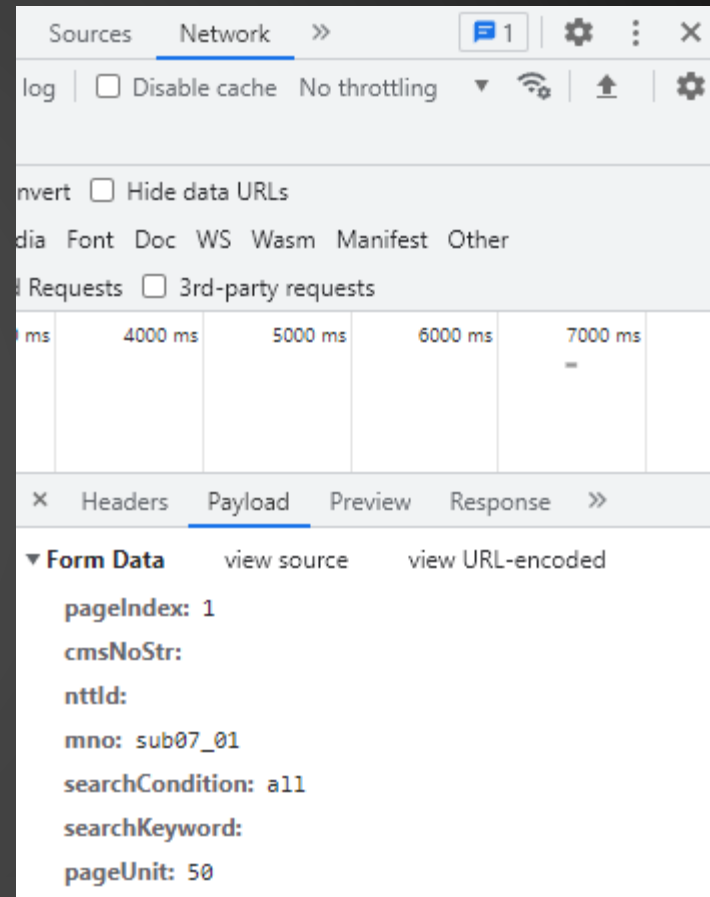 Sources Network » 1
log Disable cache No throttling
nvert Hide data URLs
dia Font Doc WS Wasm Manifest Other
d Requests 3rd-party requests
ms 4000 ms 5000 ms 6000 ms 7000 ms
× Headers Payload Preview Response »
Form Data view source view URL-encoded
pageIndex: 1
cmsNoStr:
nttId:
mno: sub07_01
searchCondition: all
searchKeyword:
pageUnit: 50